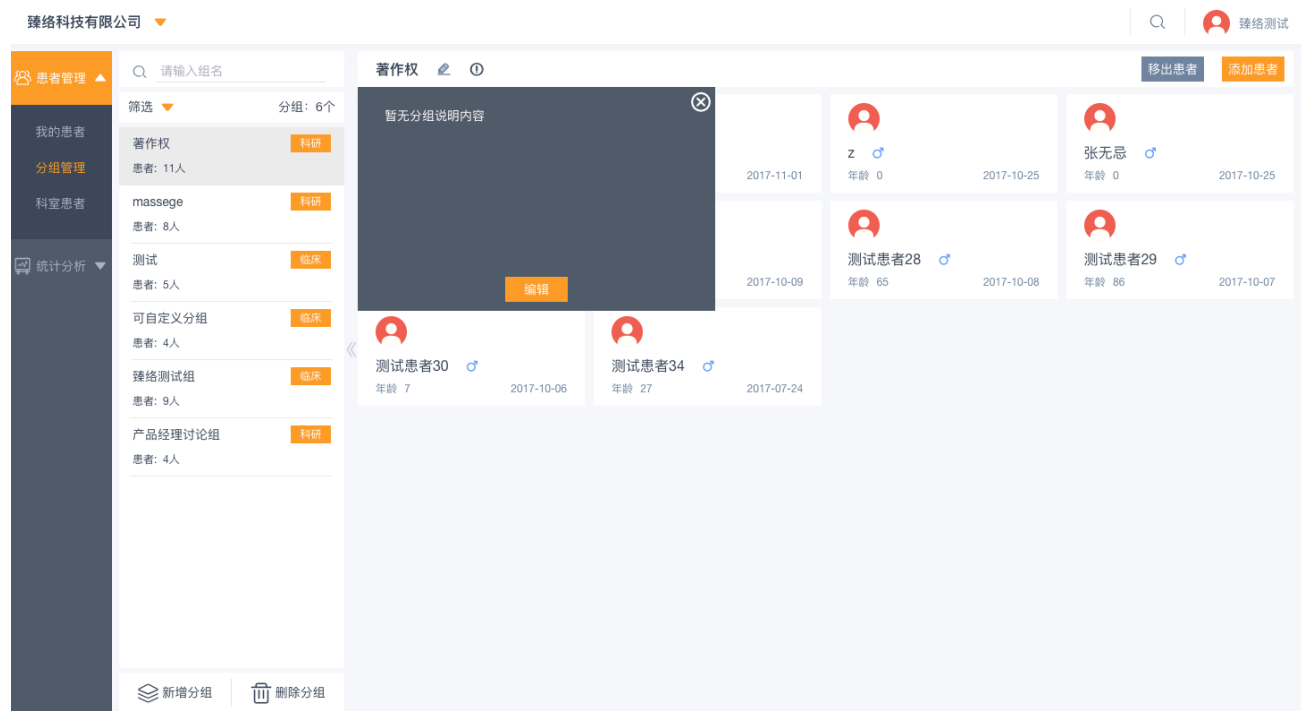 臻络科技有限公司
臻络测试
患者管理
我的患者
分组管理
科室患者
统计分析
请输入组名
筛选 分组: 6个
著作权 科研
患者: 11人
massege 科研
患者: 8人
测试 临床
患者: 5人
可自定义分组 临床
患者: 4人
臻络测试组 临床
患者: 9人
产品经理讨论组 科研
患者: 4人
新增分组 删除分组
著作权 移出患者 添加患者
暂无分组说明内容
编辑
2017-11-01
z
年龄 0 2017-10-25
张无忌
年龄 0 2017-10-25
2017-10-09
测试患者28
年龄 65 2017-10-08
测试患者29
年龄 86 2017-10-07
测试患者30
年龄 7 2017-10-06
测试患者34
年龄 27 2017-07-24